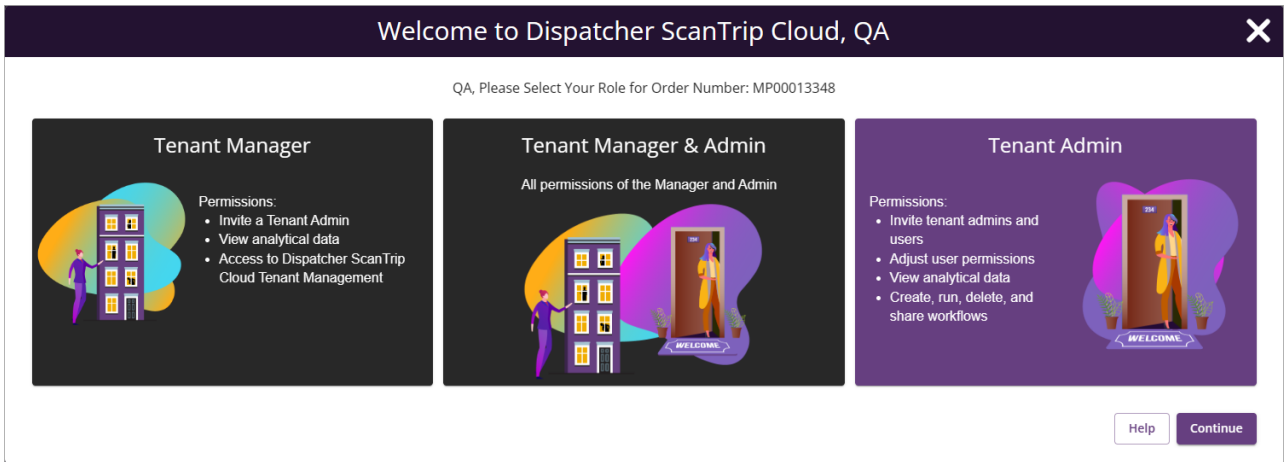 Welcome to Dispatcher ScanTrip Cloud, QA
QA, Please Select Your Role for Order Number: MP00013348
Tenant Manager
Permissions:
• Invite a Tenant Admin
• View analytical data
• Access to Dispatcher ScanTrip
Cloud Tenant Management
Tenant Manager & Admin
All permissions of the Manager and Admin
254
WELCOME
Tenant Admin
Permissions:
• Invite tenant admins and
users
• Adjust user permissions
• View analytical data
• Create, run, delete, and
share workflows
254
WELCOME
Help
Continue